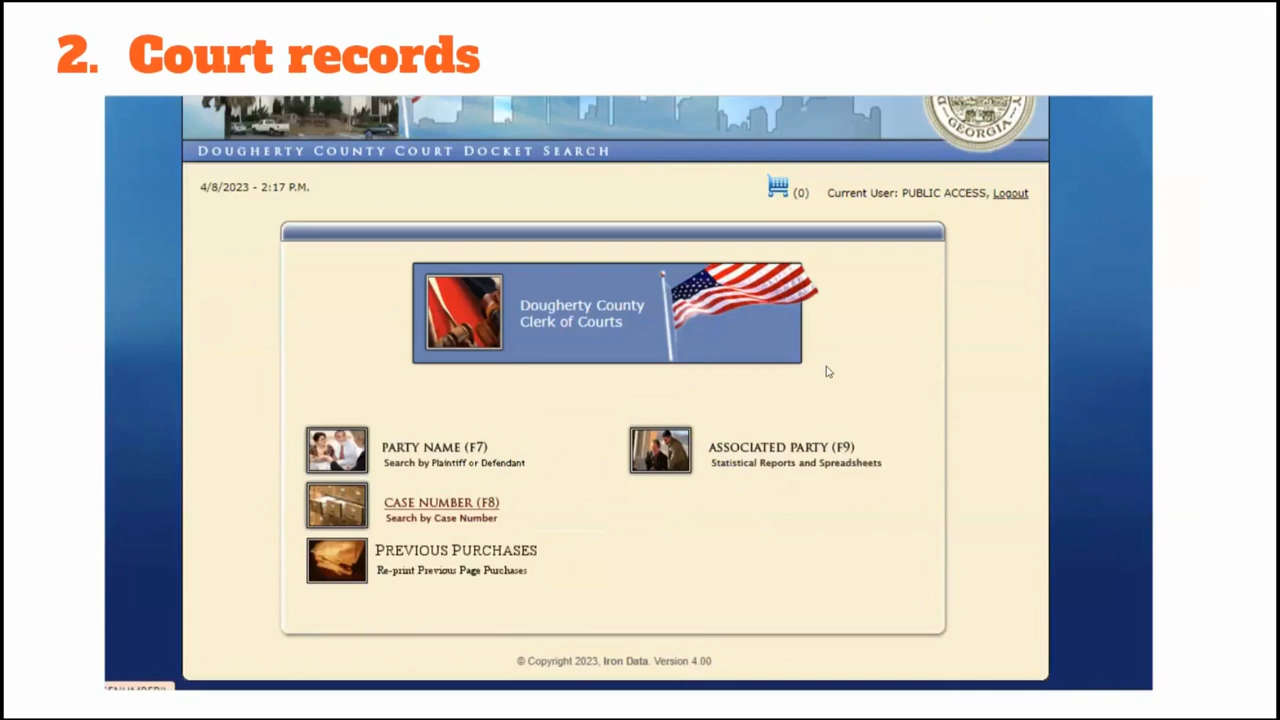 2. Court records
GEORGIA
DOUGHERTY COUNTY COURT DOCKET SEARCH
4/8/2023 - 2:17 P.M.
(0)
Current User: PUBLIC ACCESS, Logout
Dougherty County
Clerk of Courts
PARTY NAME (F7)
Search by Plaintiff or Defendant
ASSOCIATED PARTY (F9)
Statistical Reports and Spreadsheets
CASE NUMBER (F8)
Search by Case Number
PREVIOUS PURCHASES
Re-print Previous Page Purchases
© Copyright 2023, Iron Data. Version 4.00